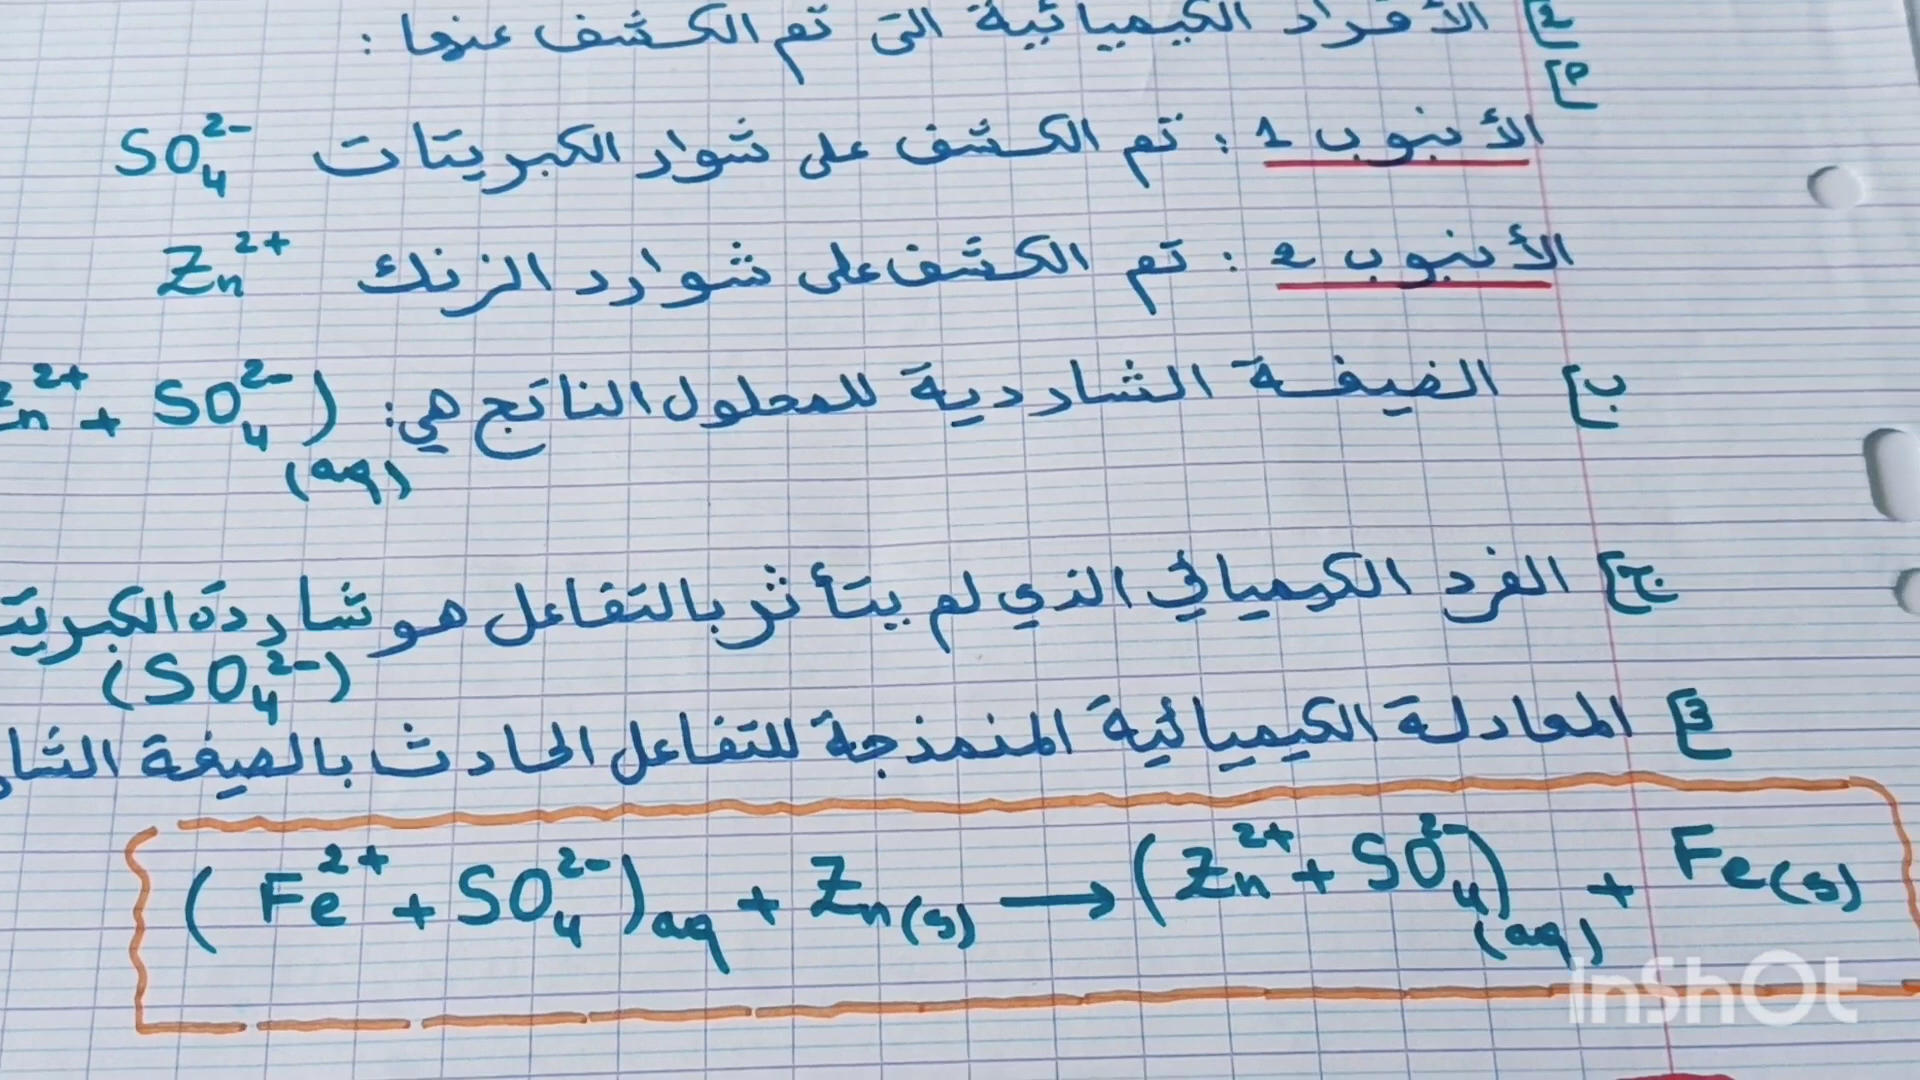 2] الأفراد الكيميائية التي تم الكشف عنها :
أ]
الأنبوب 1 : تم الكشف على شوارد الكبريتات SO₄²⁻
الأنبوب 2 : تم الكشف على شوارد الزنك Zn²⁺
ب] الصيغة الشاردية للمحلول الناتج هي: Zn²⁺ + SO₄²⁻)(aq)
ج] الفرد الكيميائي الذي لم يتأثر بالتفاعل هو شاردة
(SO₄²⁻)
3] المعادلة الكيميائية المنمذجة للتفاعل الحادث بالصيغة
(Fe²⁺ + SO₄²⁻)aq + Zn(s) → (Zn²⁺ + SO₄²⁻)(aq) + Fe(s)
InShOt